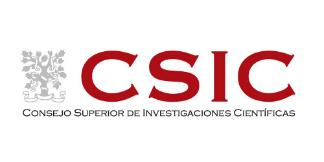 CSIC
CONSEJO SUPERIOR DE INVESTIGACIONES CIENTÍFICAS